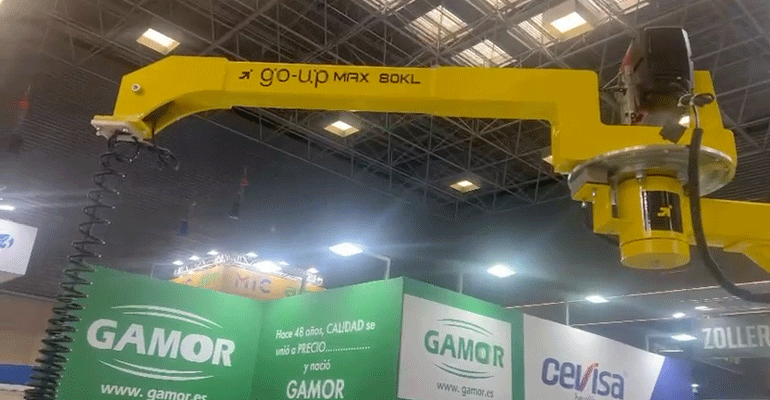 go-up MAX 80KL
MTC
GAMOR
www.gamor.es
Hace 48 años, CALIDAD se
unió a PRECIO............
y nació
GAMOR
GAMOR
www.gamor.es
cevisa
ZOLLER